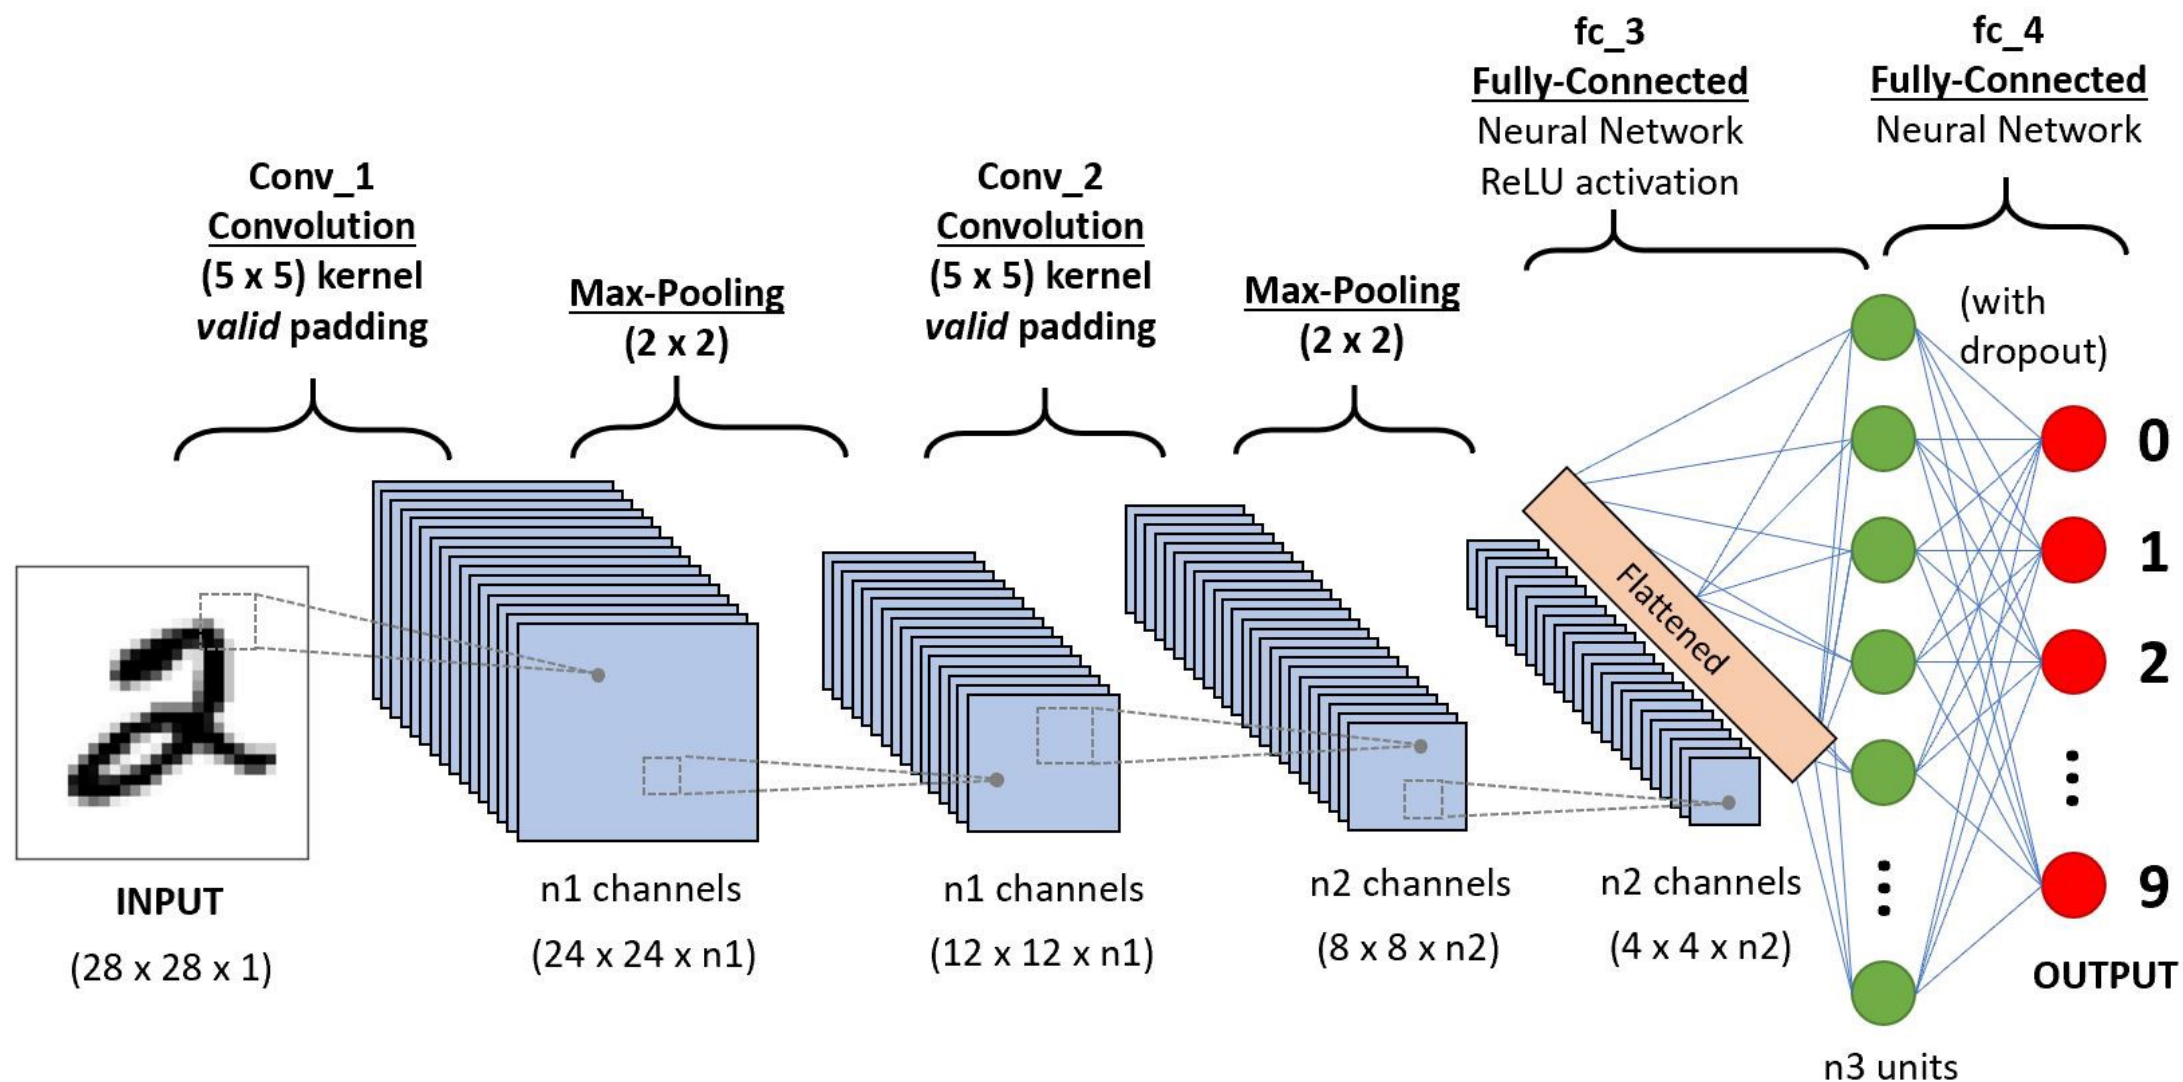 Conv_1
Convolution
(5 x 5) kernel
valid padding
Max-Pooling
(2 x 2)
Conv_2
Convolution
(5 x 5) kernel
valid padding
Max-Pooling
(2 x 2)
fc_3
Fully-Connected
Neural Network
ReLU activation
fc_4
Fully-Connected
Neural Network
(with
dropout)
Flattened
0
1
2
9
INPUT
(28 x 28 x 1)
n1 channels
(24 x 24 x n1)
n1 channels
(12 x 12 x n1)
n2 channels
(8 x 8 x n2)
n2 channels
(4 x 4 x n2)
OUTPUT
n3 units